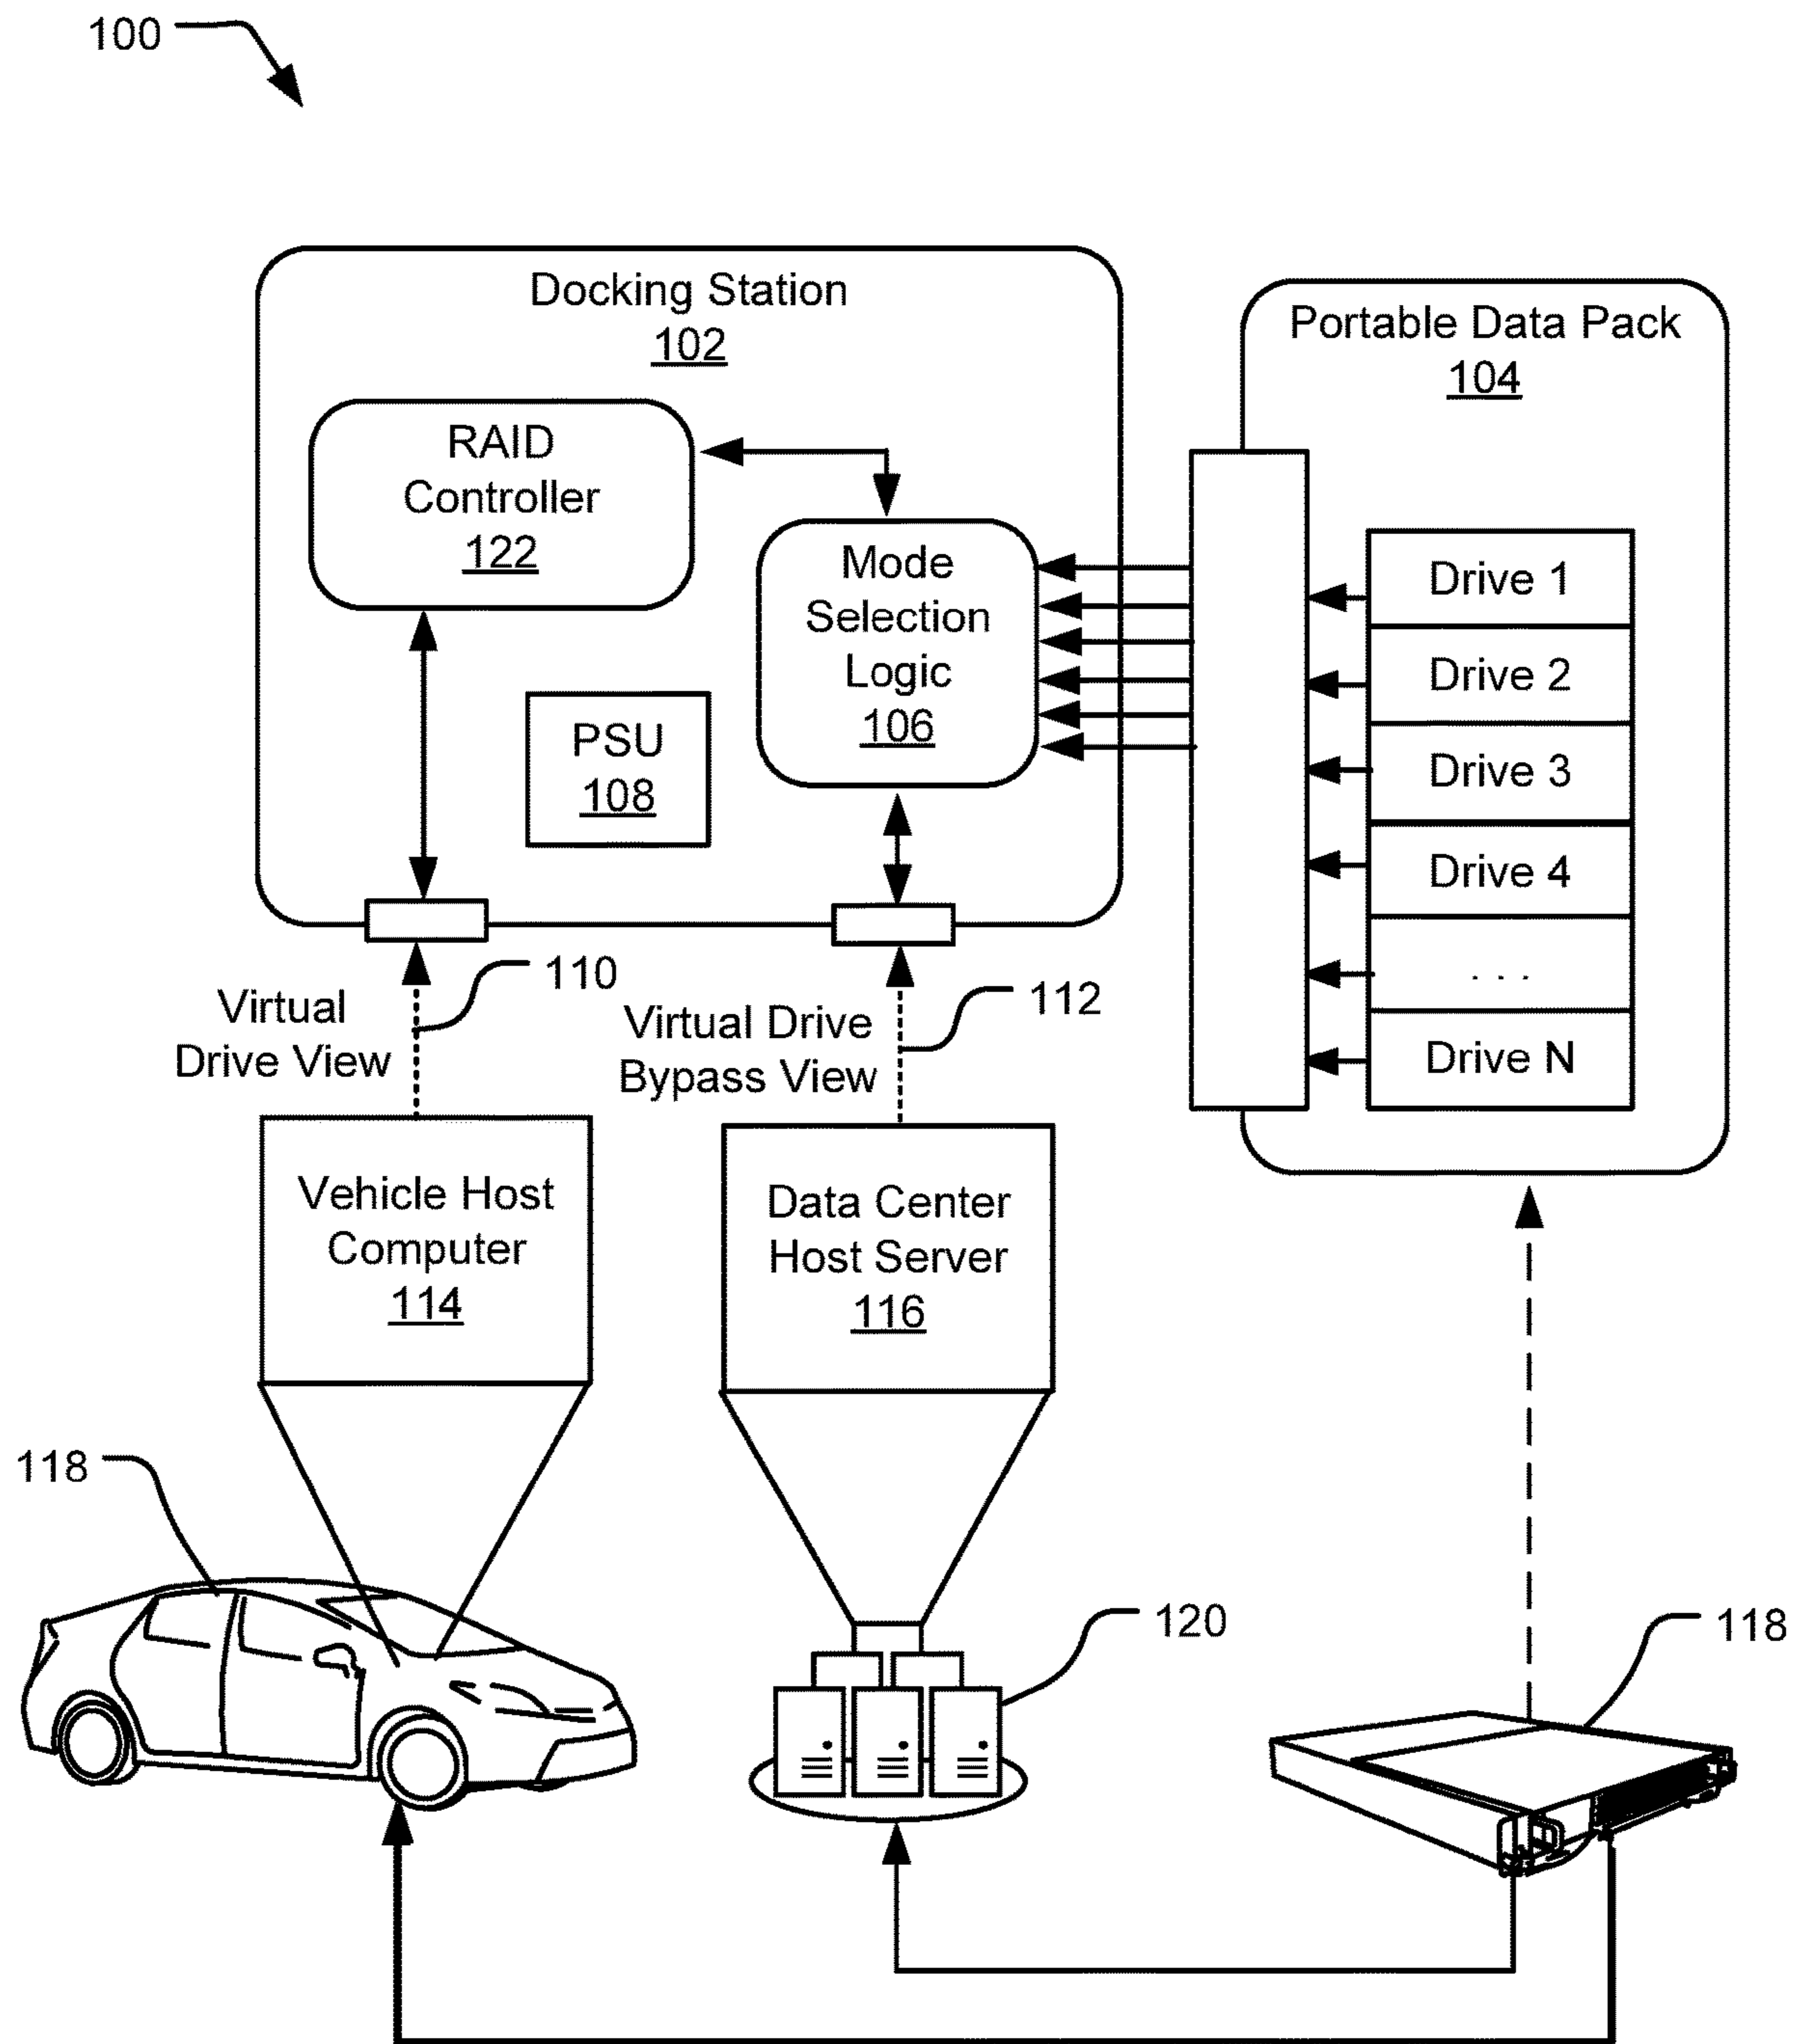 100
Docking Station
102
Portable Data Pack
104
RAID
Controller
122
Mode
Selection
Logic
106
PSU
108
Drive 1
Drive 2
Drive 3
Drive 4
. . .
Drive N
110
Virtual
Drive View
112
Virtual Drive
Bypass View
Vehicle Host
Computer
114
Data Center
Host Server
116
118
120
118